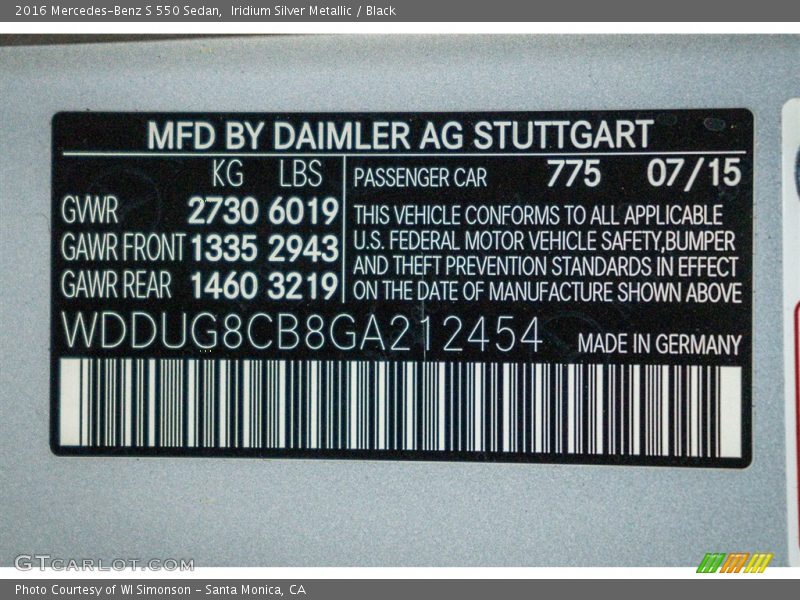 2016 Mercedes-Benz S 550 Sedan,  Iridium Silver Metallic / Black
MFD BY DAIMLER AG STUTTGART
KG LBS PASSENGER CAR 775 07/15
GVWR 2730 6019 THIS VEHICLE CONFORMS TO ALL APPLICABLE
GAWR FRONT 1335 2943 U.S. FEDERAL MOTOR VEHICLE SAFETY,BUMPER
GAWR REAR 1460 3219 AND THEFT PREVENTION STANDARDS IN EFFECT
ON THE DATE OF MANUFACTURE SHOWN ABOVE
WDDUG8CB8GA212454 MADE IN GERMANY
GTCARLOT.COM
Photo Courtesy of WI Simonson - Santa Monica, CA